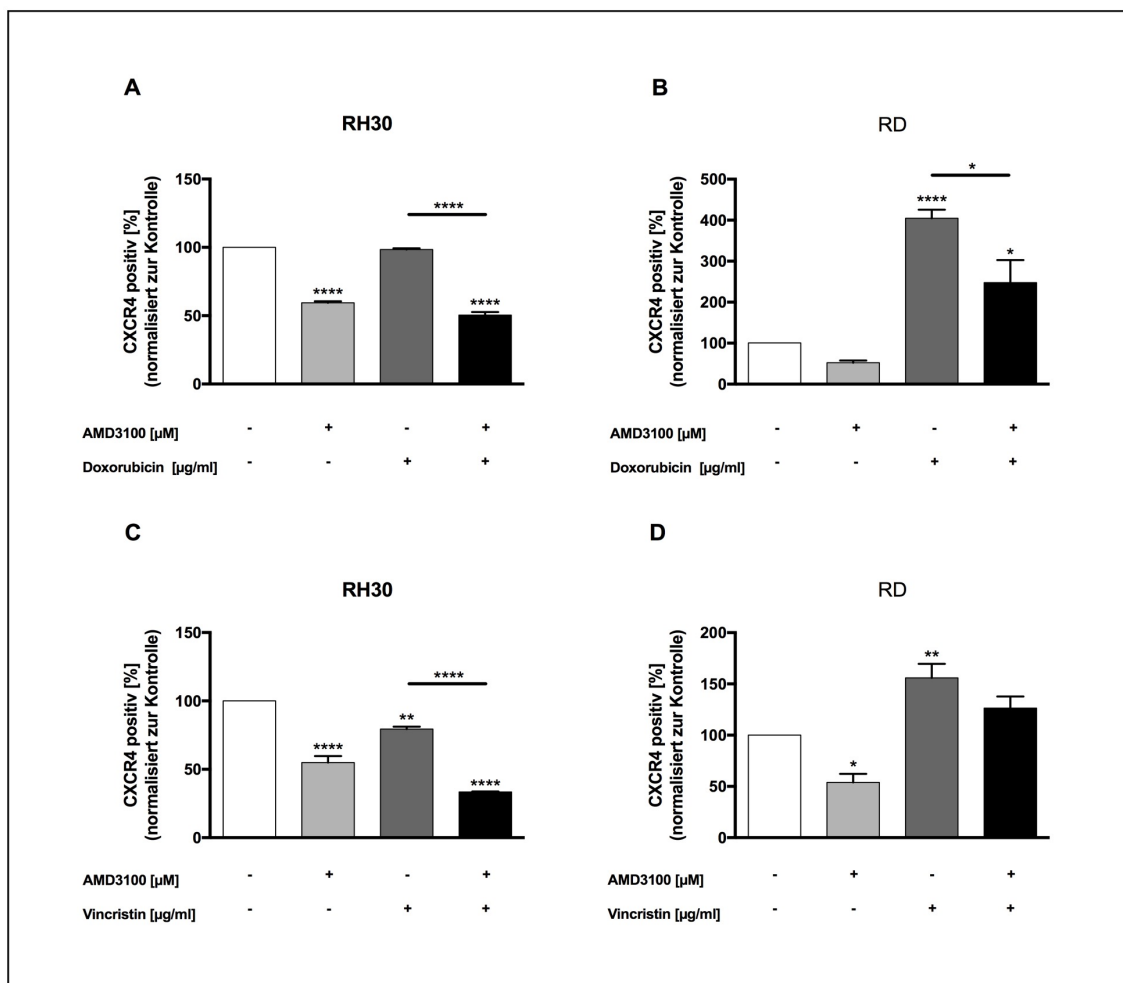 A
RH30
CXCR4 positiv [%]
(normalisiert zur Kontrolle)
150
100
50
0
****
****
****
AMD3100 [µM] - + - +
Doxorubicin [µg/ml] - - + +
B
RD
CXCR4 positiv [%]
(normalisiert zur Kontrolle)
500
400
300
200
100
0
*
****
*
AMD3100 [µM] - + - +
Doxorubicin [µg/ml] - - + +
C
RH30
CXCR4 positiv [%]
(normalisiert zur Kontrolle)
150
100
50
0
****
**
****
****
AMD3100 [µM] - + - +
Vincristin [µg/ml] - - + +
D
RD
CXCR4 positiv [%]
(normalisiert zur Kontrolle)
200
150
100
50
0
**
*
AMD3100 [µM] - + - +
Vincristin [µg/ml] - - + +